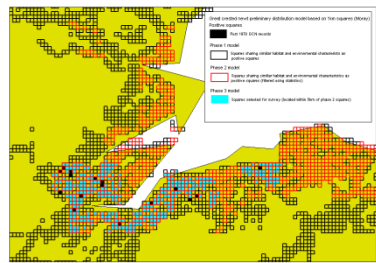 Great crested newt preliminary distribution model based on 1km squares (Moray)
Positive squares
Post 1970 GCN records
Phase 1 model
Squares sharing similar habitat and environmental characteristics as
positive squares
Phase 2 model
Squares sharing similar habitat and environmental characteristics as
positive squares (filtered using statistics)
Phase 3 model
Squares selected for survey (located within 5km of phase 2 squares)